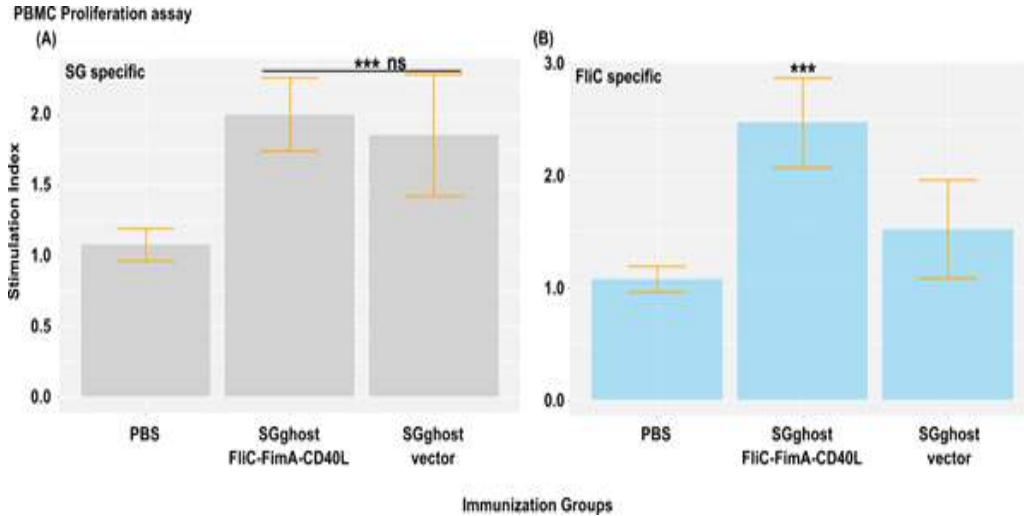 PBMC Proliferation assay
(A)
SG specific
*** ns
Stimulation Index
2.0
1.5
1.0
0.5
0.0
PBS
SGghost
FliC-FimA-CD40L
SGghost
vector
(B)
FliC specific
***
3.0
2.0
1.0
0.0
PBS
SGghost
FliC-FimA-CD40L
SGghost
vector
Immunization Groups